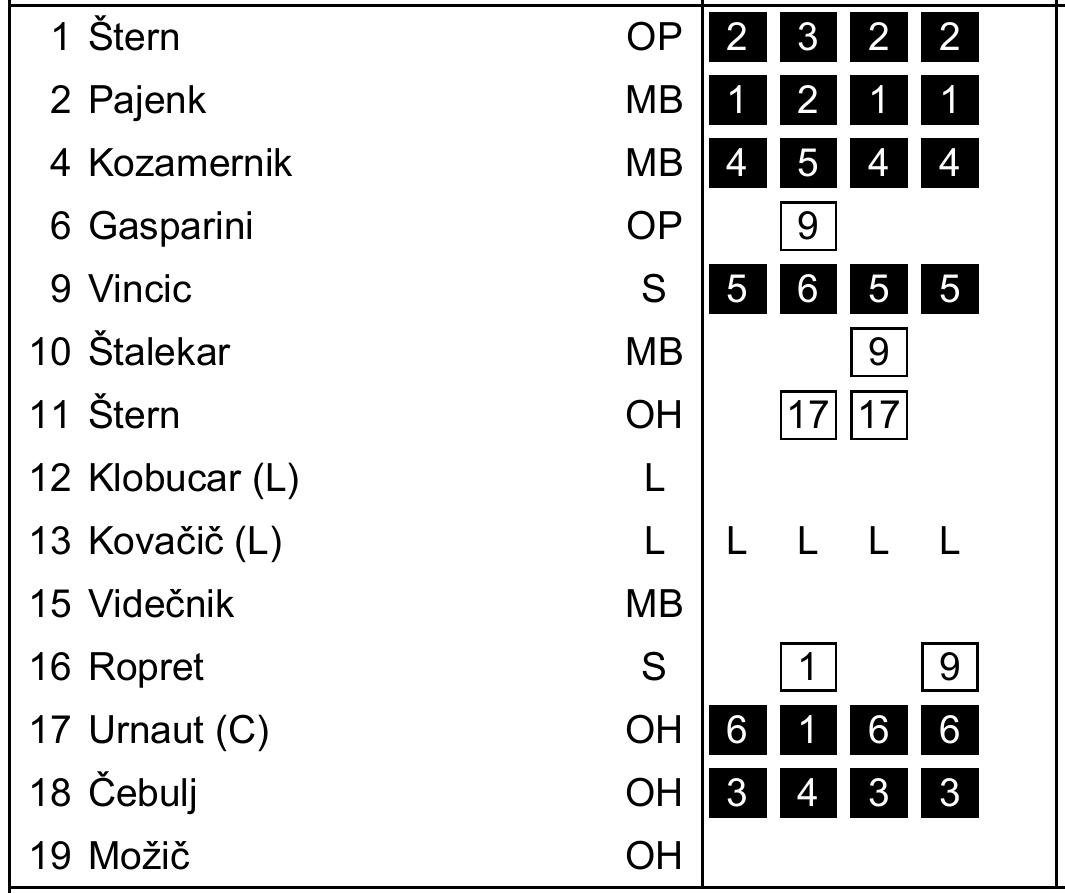 1 Štern OP 2 3 2 2
2 Pajenk MB 1 2 1 1
4 Kozamernik MB 4 5 4 4
6 Gasparini OP 9
9 Vincic S 5 6 5 5
10 Štalekar MB 9
11 Štern OH 17 17
12 Klobucar (L) L
13 Kovačič (L) L L L L L
15 Videčnik MB
16 Ropret S 1 9
17 Urnaut (C) OH 6 1 6 6
18 Čebulj OH 3 4 3 3
19 Možič OH